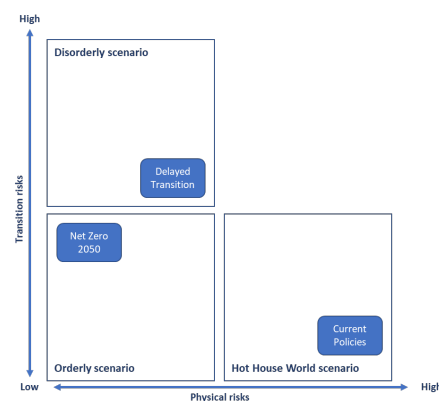 High
Disorderly scenario
Delayed
Transition
Transition risks
Net Zero
2050
Current
Policies
Orderly scenario
Hot House World scenario
Low
High
Physical risks